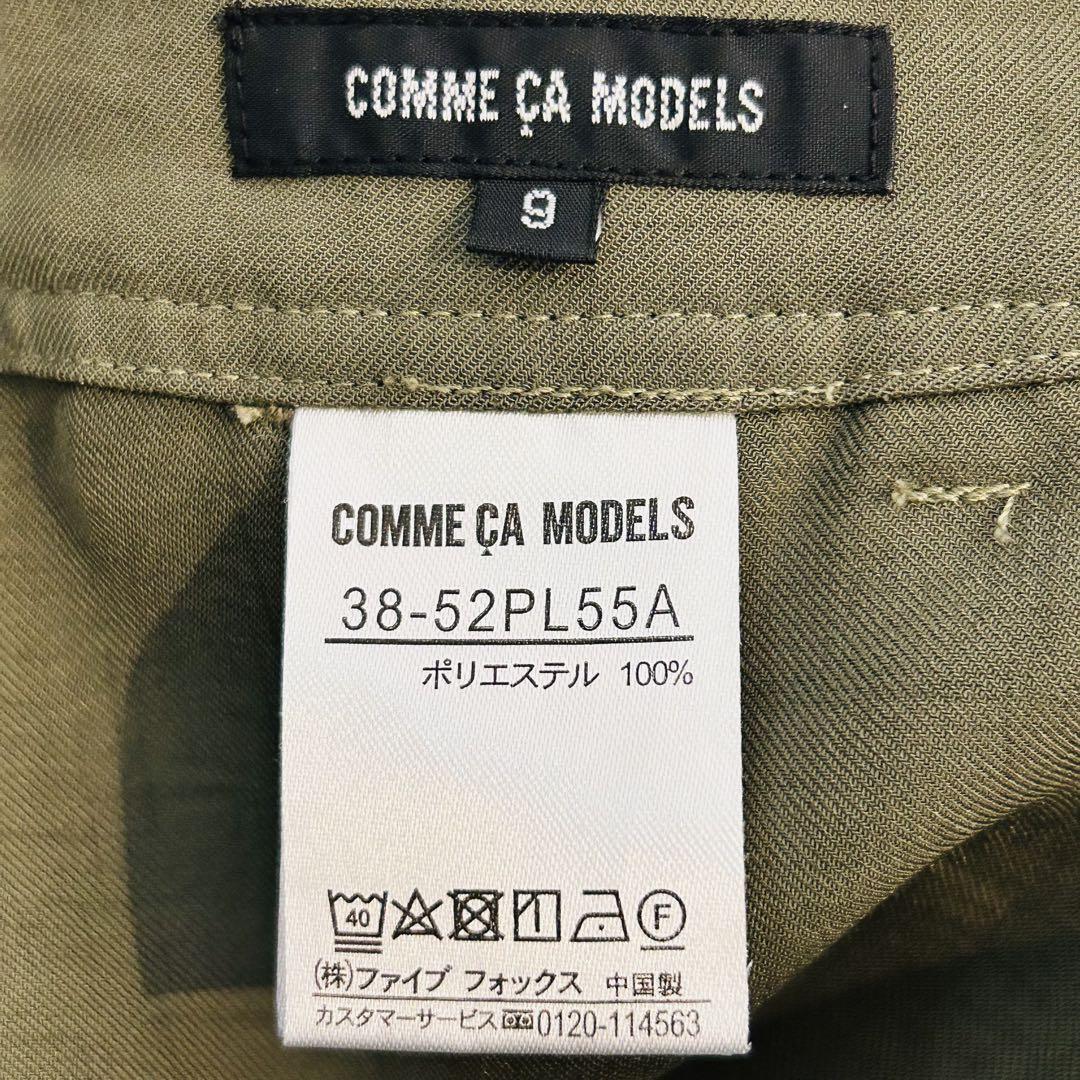 COMME ÇA MODELS
9
COMME ÇA MODELS
38-52PL55A
ポリエステル 100%
40 F
(株)ファイブ フォックス 中国製
カスタマーサービス 0120-114563